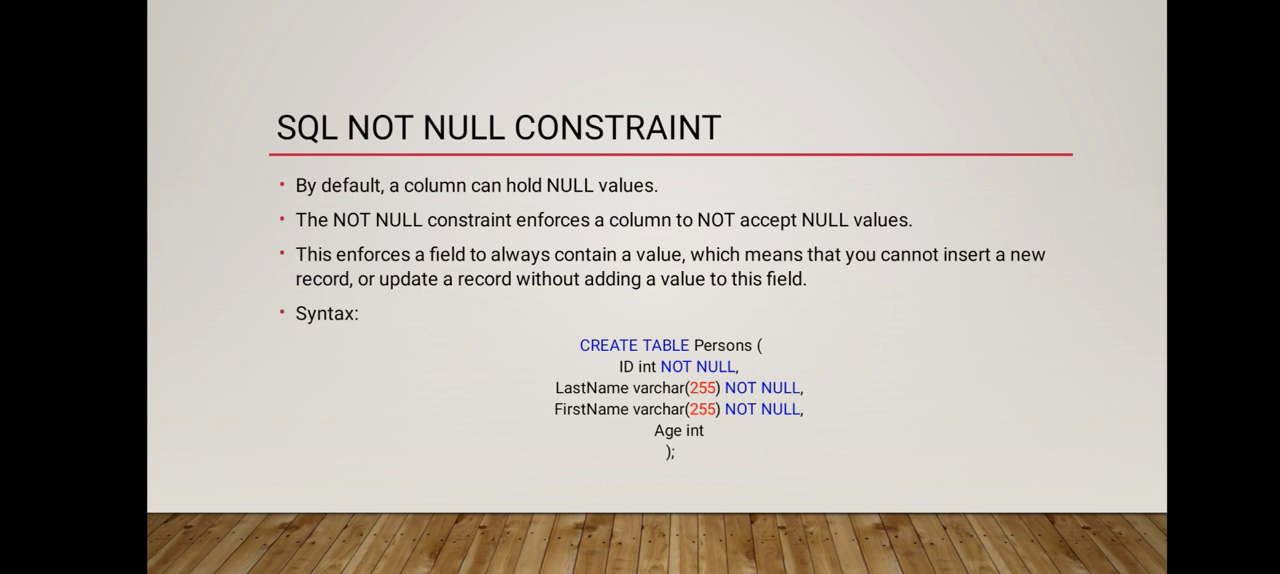 SQL NOT NULL CONSTRAINT
• By default, a column can hold NULL values.
• The NOT NULL constraint enforces a column to NOT accept NULL values.
• This enforces a field to always contain a value, which means that you cannot insert a new
record, or update a record without adding a value to this field.
• Syntax:
CREATE TABLE Persons (
ID int NOT NULL,
LastName varchar(255) NOT NULL,
FirstName varchar(255) NOT NULL,
Age int
);